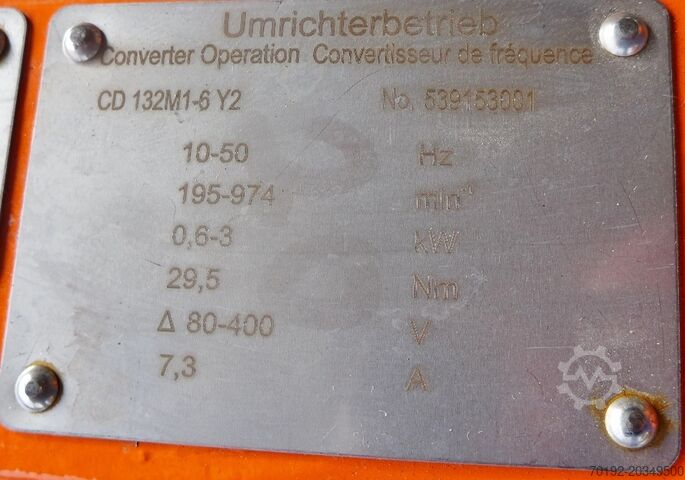 Umrichterbetrieb
Converter Operation Convertisseur de fréquence
CD 132M1-6 Y2 No. 539153001
10-50 Hz
195-974 min⁻¹
0,6-3 kW
29,5 Nm
Δ 80-400 V
7,3 A
70192-20349500